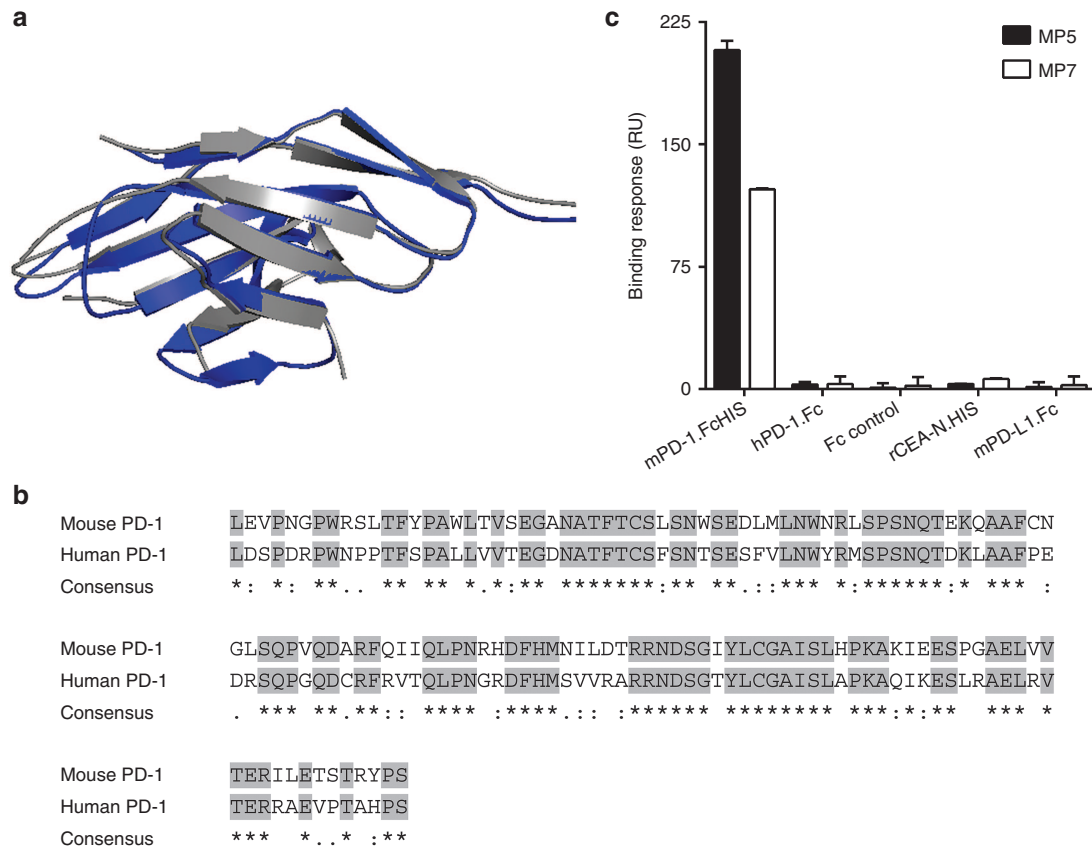 a
c
225
150
75
0
Binding response (RU)
MP5
MP7
mPD-1.FcHIS
hPD-1.Fc
Fc control
rCEA-N.HIS
mPD-L1.Fc
b
Mouse PD-1 LEVPNGPWRSLTFYPAWLTVSEGANATFTCSLSNWSEDLMLNWNRLSPSNQTEKQAAFCN
Human PD-1 LDSPDRPWNPPTFSPALLVVTEGDNATFTCSFSNTSESFVLNWYRMSPSNQTDKLAAFPE
Consensus *: *: ** . . ** ** * .*:** *******:** **. :*** *:******:* *** :
Mouse PD-1 GLSQPVQDARFQIIQLPNRHDFHMNILDTRRNDSGIYLCGAISLHPKAKIEESPGAELVV
Human PD-1 DRSQPGQDCRFRVTQLPNGRDFHMSVVRARRNDSGTYLCGAISLAPKAQIKESLRAELRV
Consensus . *** **.**:: **** :****.:: :****** ******** ***:*:** *** *
Mouse PD-1 TERILETSTRYPS
Human PD-1 TERRAEVPTAHPS
Consensus *** *..* :**